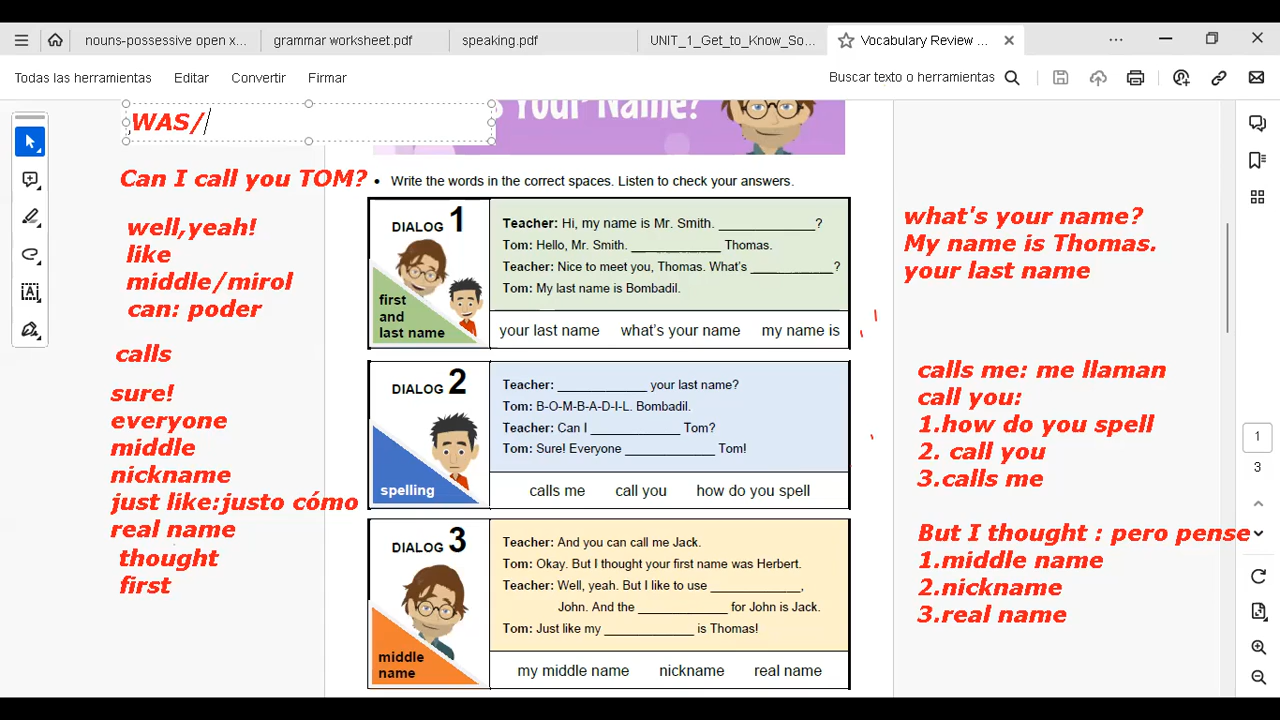 nouns-possessive open x...
grammar worksheet.pdf
speaking.pdf
UNIT_1_Get_to_Know_So...
Vocabulary Review ...
Todas las herramientas
Editar
Convertir
Firmar
Buscar texto o herramientas
WAS/
s Your Name?
Can I call you TOM?
• Write the words in the correct spaces. Listen to check your answers.
well,yeah!
like
middle/mirol
can: poder
calls
sure!
everyone
middle
nickname
just like:justo cómo
real name
thought
first
DIALOG 1
first
and
last name
Teacher: Hi, my name is Mr. Smith. ______________?
Tom: Hello, Mr. Smith. _____________ Thomas.
Teacher: Nice to meet you, Thomas. What's ____________?
Tom: My last name is Bombadil.
your last name what's your name my name is
DIALOG 2
spelling
Teacher: _____________ your last name?
Tom: B-O-M-B-A-D-I-L. Bombadil.
Teacher: Can I _____________ Tom?
Tom: Sure! Everyone _____________ Tom!
calls me call you how do you spell
DIALOG 3
middle
name
Teacher: And you can call me Jack.
Tom: Okay. But I thought your first name was Herbert.
Teacher: Well, yeah. But I like to use _____________,
John. And the _____________ for John is Jack.
Tom: Just like my _____________ is Thomas!
my middle name nickname real name
what's your name?
My name is Thomas.
your last name
calls me: me llaman
call you:
1.how do you spell
2. call you
3.calls me
But I thought : pero pense
1.middle name
2.nickname
3.real name
1
3